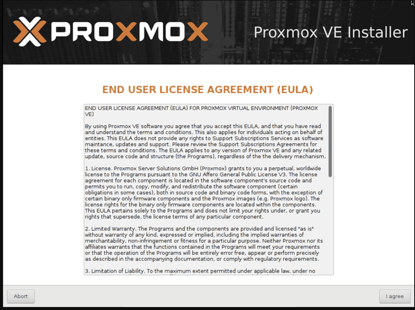 PROXMOX
Proxmox VE Installer
END USER LICENSE AGREEMENT (EULA)
END USER LICENSE AGREEMENT (EULA) FOR PROXMOX VIRTUAL ENVIRONMENT (PROXMOX
VE)
By using Proxmox VE software you agree that you accept this EULA, and that you have read
and understand the terms and conditions. This also applies for individuals acting on behalf of
entities. This EULA does not provide any rights to Support Subscriptions Services as software
maintenance, updates and support. Please review the Support Subscriptions Agreements for
these terms and conditions. The EULA applies to any version of Proxmox VE and any related
update, source code and structure (the Programs), regardless of the the delivery mechanism.
1. License. Proxmox Server Solutions GmbH (Proxmox) grants to you a perpetual, worldwide
license to the Programs pursuant to the GNU Affero General Public License V3. The license
agreement for each component is located in the software component's source code and
permits you to run, copy, modify, and redistribute the software component (certain
obligations in some cases), both in source code and binary code forms, with the exception of
certain binary only firmware components and the Proxmox images (e.g. Proxmox logo). The
license rights for the binary only firmware components are located within the components.
This EULA pertains solely to the Programs and does not limit your rights under, or grant you
rights that supersede, the license terms of any particular component.
2. Limited Warranty. The Programs and the components are provided and licensed "as is"
without warranty of any kind, expressed or implied, including the implied warranties of
merchantability, non-infringement or fitness for a particular purpose. Neither Proxmox nor its
affiliates warrants that the functions contained in the Programs will meet your requirements
or that the operation of the Programs will be entirely error free, appear or perform precisely
as described in the accompanying documentation, or comply with regulatory requirements.
3. Limitation of Liability. To the maximum extent permitted under applicable law, under no
Abort
I agree